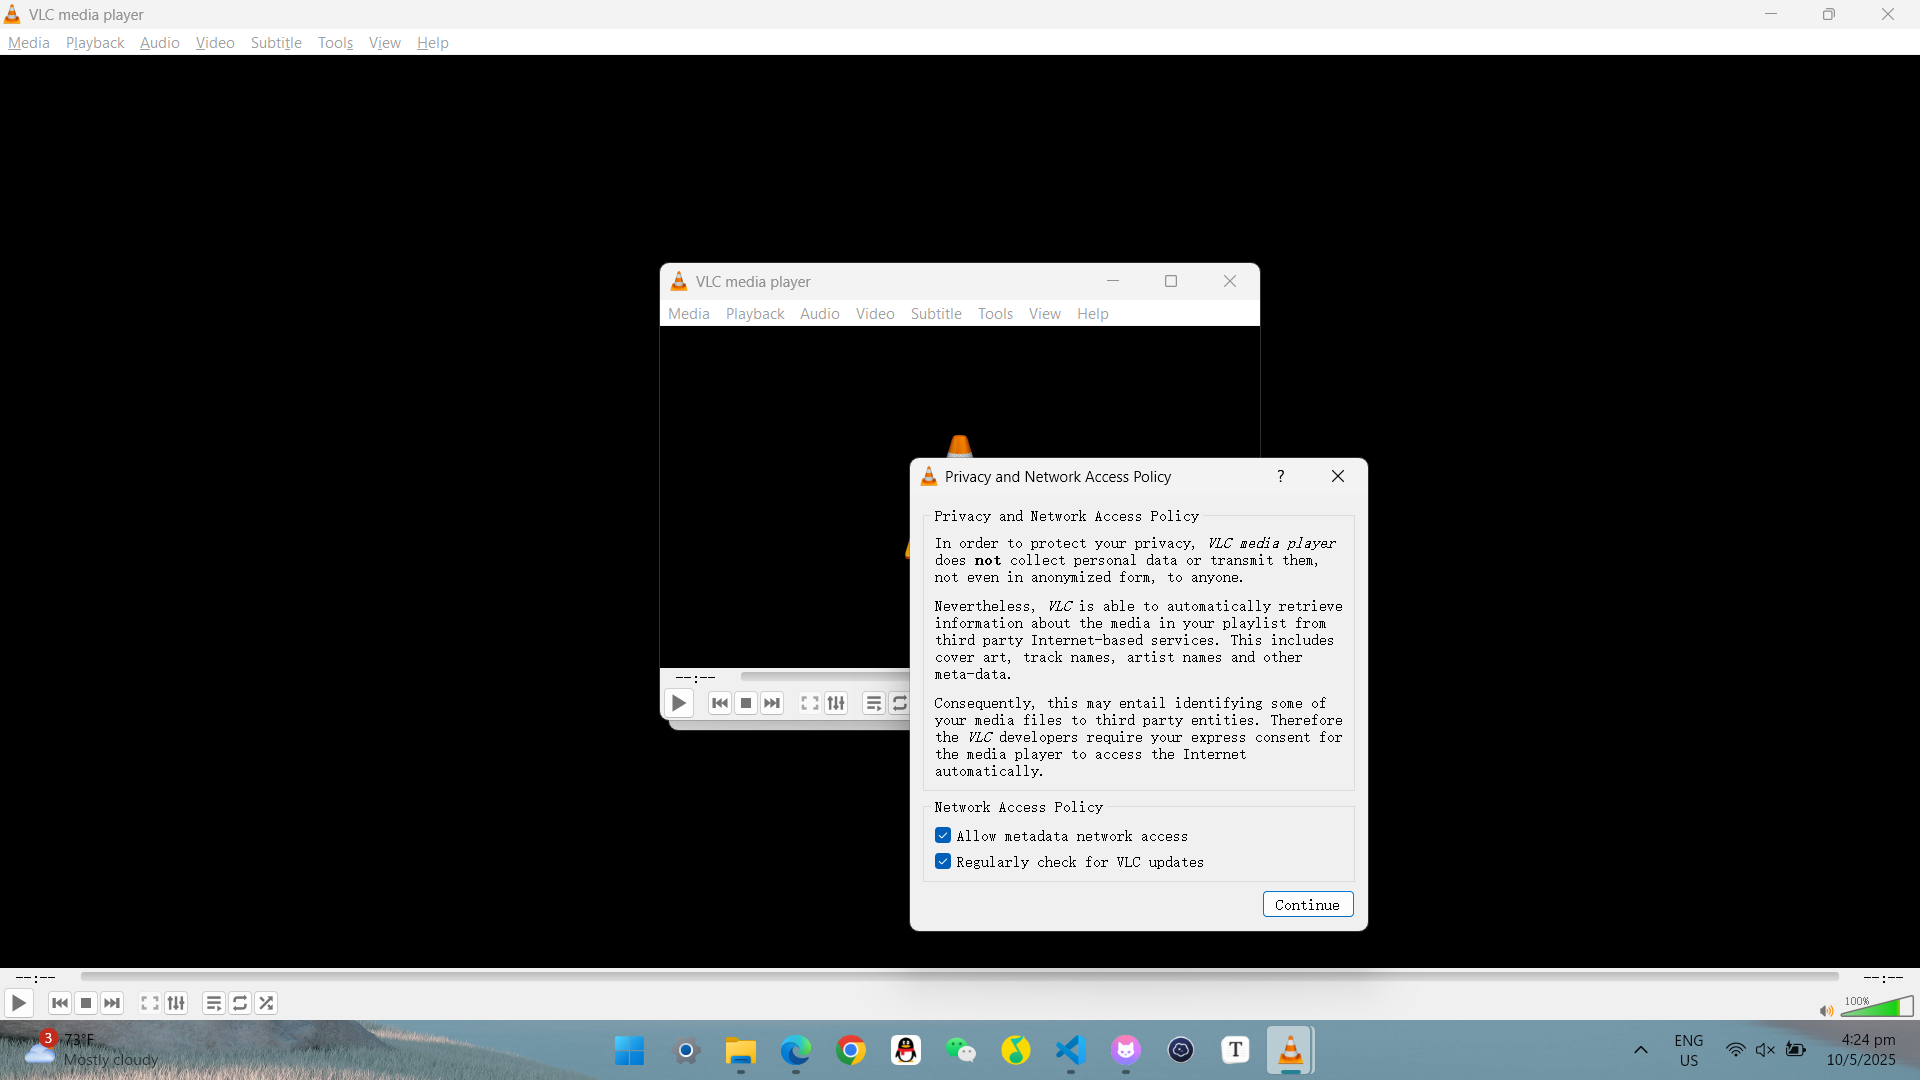 VLC media player
Media Playback Audio Video Subtitle Tools View Help
VLC media player
Media Playback Audio Video Subtitle Tools View Help
--:--
Privacy and Network Access Policy
Privacy and Network Access Policy
In order to protect your privacy, VLC media player
does not collect personal data or transmit them,
not even in anonymized form, to anyone.
Nevertheless, VLC is able to automatically retrieve
information about the media in your playlist from
third party Internet-based services. This includes
cover art, track names, artist names and other
meta-data.
Consequently, this may entail identifying some of
your media files to third party entities. Therefore
the VLC developers require your express consent for
the media player to access the Internet
automatically.
Network Access Policy
Allow metadata network access
Regularly check for VLC updates
Continue
--:-- --:--
100%
3
73°F
Mostly cloudy
T
ENG
US
4:24 pm
10/5/2025